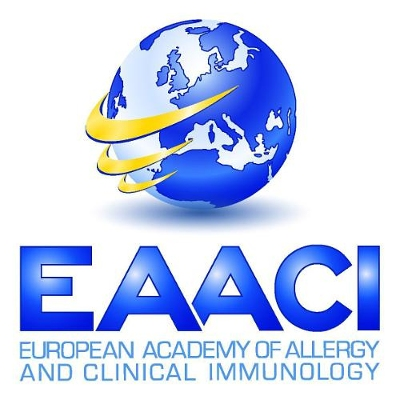 EAACI
EUROPEAN ACADEMY OF ALLERGY
AND CLINICAL IMMUNOLOGY